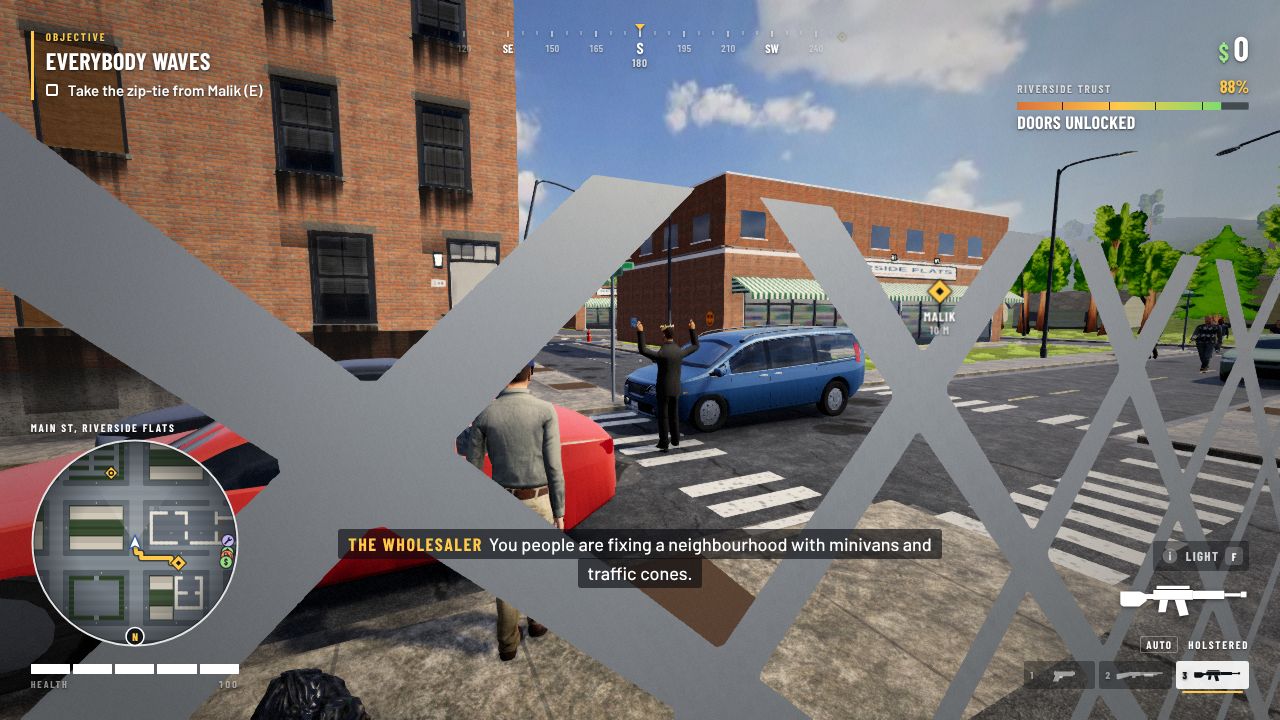 OBJECTIVE
EVERYBODY WAVES
Take the zip-tie from Malik (E)
120 SE 150 165 S 195 210 SW 240
180
$ 0
RIVERSIDE TRUST 88%
DOORS UNLOCKED
SIDE FLATS
MALIK
10 M
MAIN ST, RIVERSIDE FLATS
N
HEALTH 100
THE WHOLESALER You people are fixing a neighbourhood with minivans and
traffic cones.
LIGHT F
AUTO HOLSTERED
1 2 3